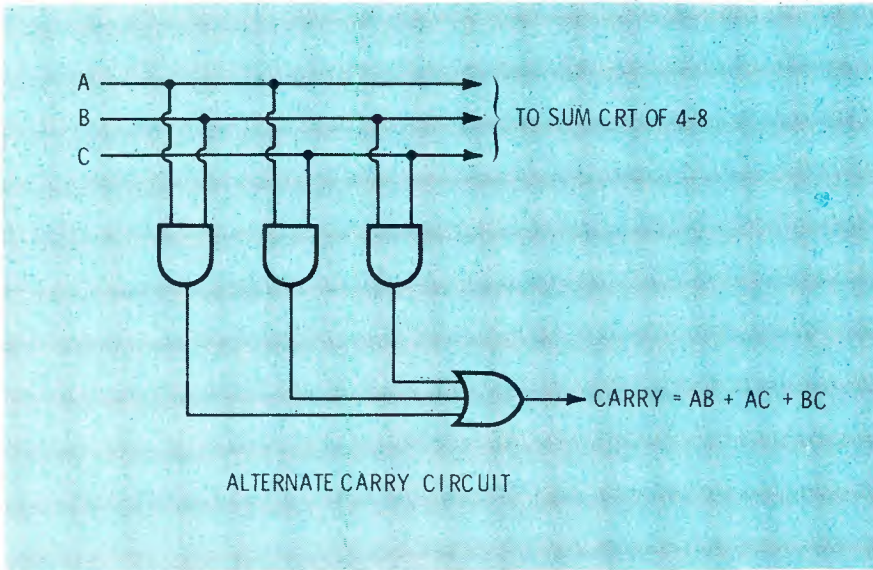 A
B
C
TO SUM CRT OF 4-8
CARRY = AB + AC + BC
ALTERNATE CARRY CIRCUIT